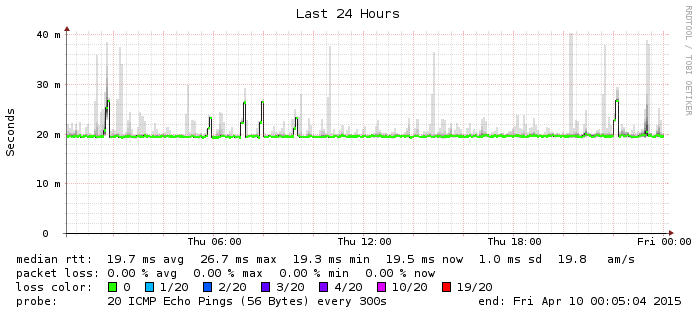 Last 24 Hours
RRDTOOL / TOBI OETIKER
Seconds
40 m
30 m
20 m
10 m
0
Thu 06:00 Thu 12:00 Thu 18:00 Fri 00:00
median rtt: 19.7 ms avg 26.7 ms max 19.3 ms min 19.5 ms now 1.0 ms sd 19.8 am/s
packet loss: 0.00 % avg 0.00 % max 0.00 % min 0.00 % now
loss color: 0 1/20 2/20 3/20 4/20 10/20 19/20
probe: 20 ICMP Echo Pings (56 Bytes) every 300s end: Fri Apr 10 00:05:04 2015